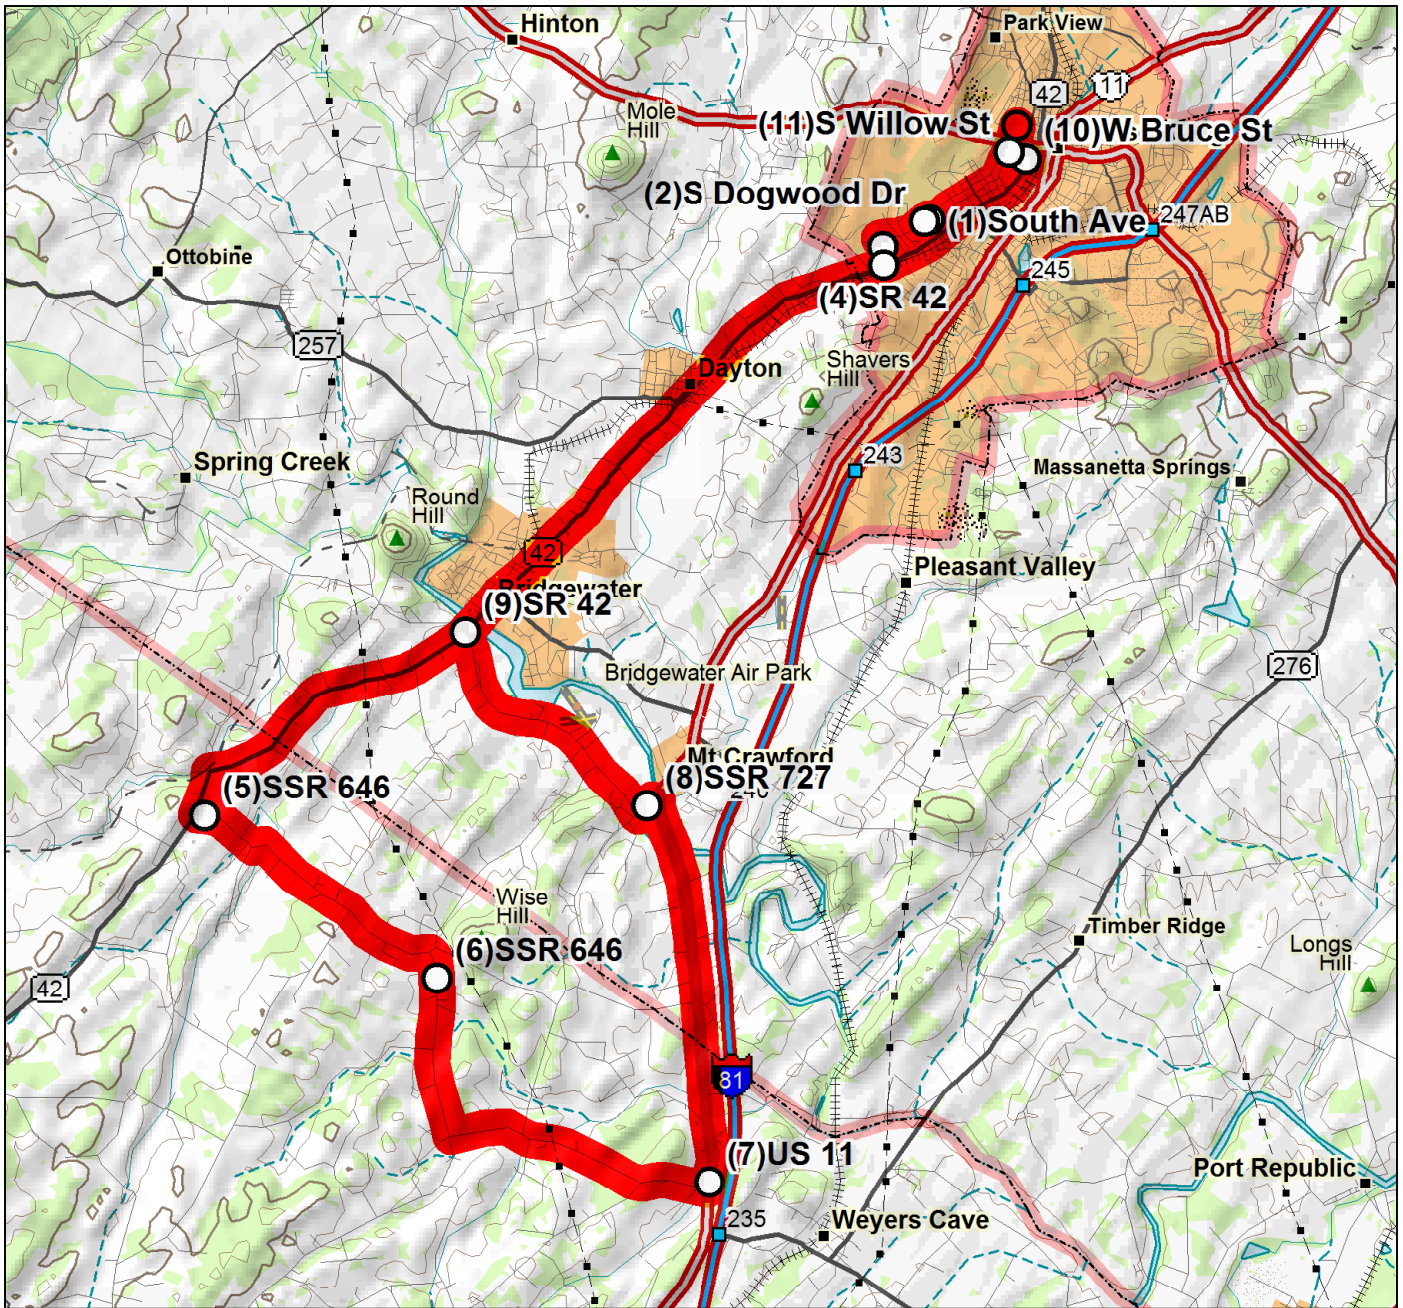 Hinton
Park View
Mole
Hill
42
11
(11)S Willow St
(10)W Bruce St
(2)S Dogwood Dr
(1)South Ave
247AB
Ottobine
245
(4)SR 42
257
Shavers
Hill
Dayton
243
Spring Creek
Massanetta Springs
Round
Hill
42
Pleasant Valley
Bridgewater
(9)SR 42
276
Bridgewater Air Park
Mt Crawford
(8)SSR 727
240
(5)SSR 646
Wise
Hill
Timber Ridge
(6)SSR 646
Longs
Hill
42
81
(7)US 11
Port Republic
235
Weyers Cave